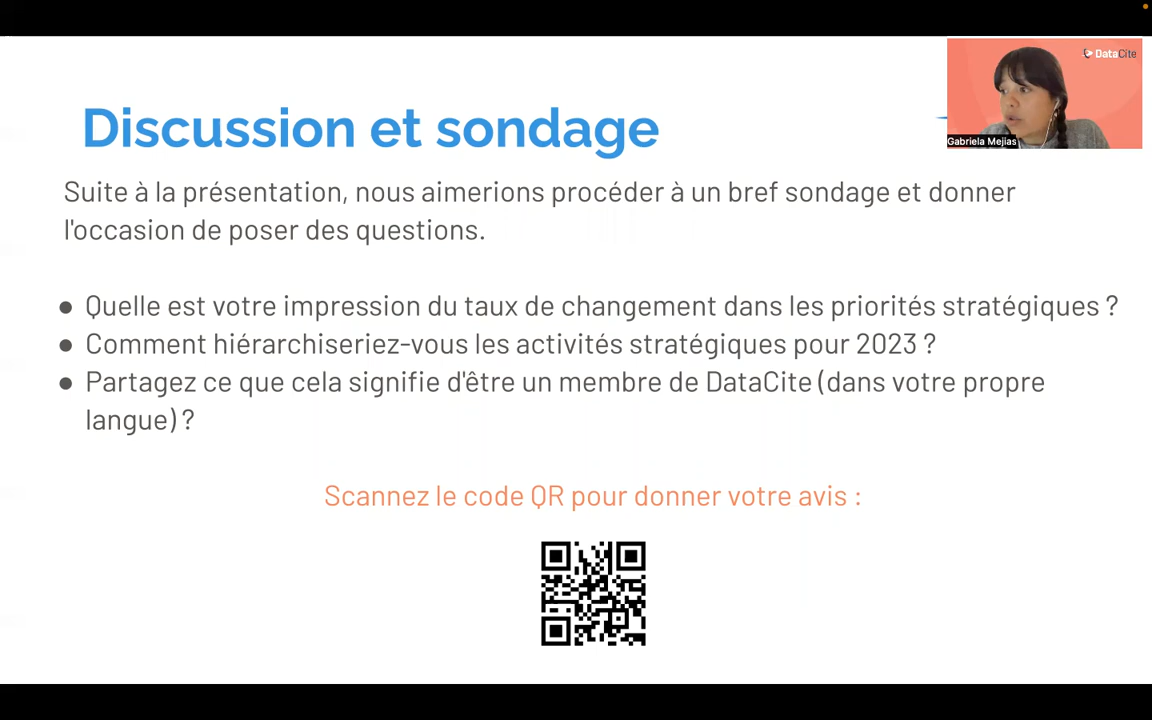 DataCite
Gabriela Mejias
Discussion et sondage
Suite à la présentation, nous aimerions procéder à un bref sondage et donner
l'occasion de poser des questions.
● Quelle est votre impression du taux de changement dans les priorités stratégiques ?
● Comment hiérarchiseriez-vous les activités stratégiques pour 2023 ?
● Partagez ce que cela signifie d'être un membre de DataCite (dans votre propre
langue) ?
Scannez le code QR pour donner votre avis :